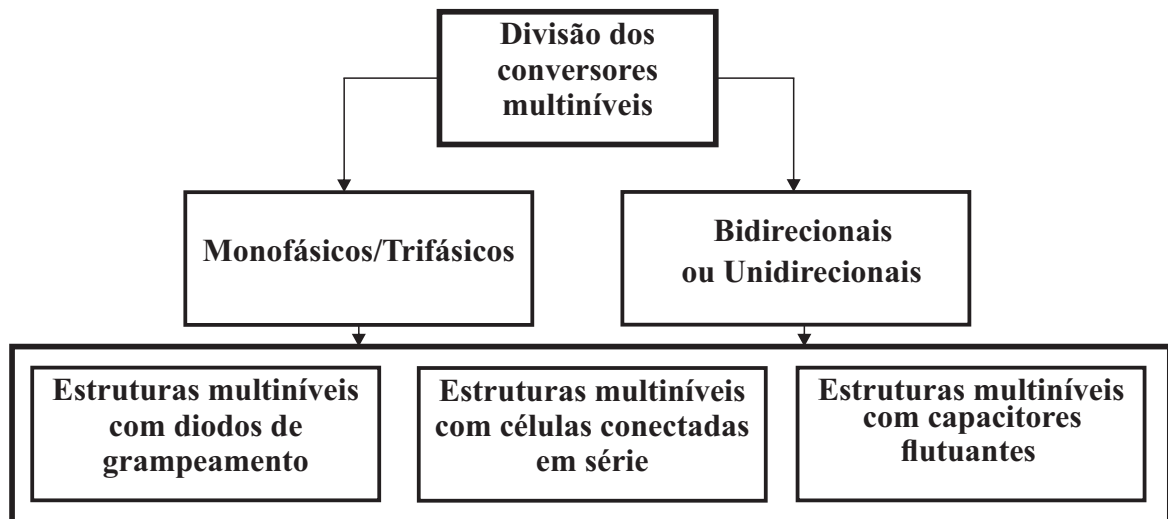 Divisão dos
conversores
multiníveis
Monofásicos/Trifásicos
Bidirecionais
ou Unidirecionais
Estruturas multiníveis
com diodos de
grampeamento
Estruturas multiníveis
com células conectadas
em série
Estruturas multiníveis
com capacitores
flutuantes